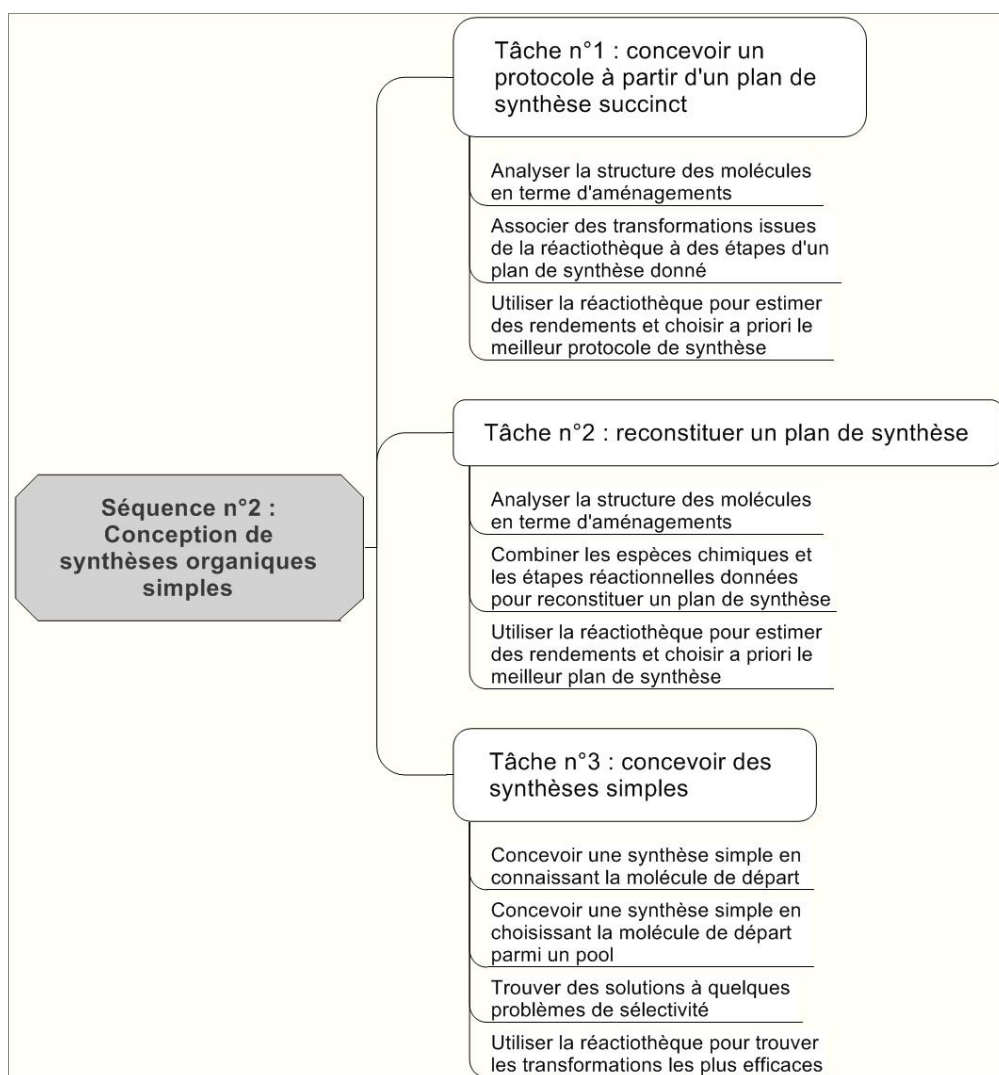 Tâche n°1 : concevoir un
protocole à partir d'un plan de
synthèse succinct
Analyser la structure des molécules
en terme d'aménagements
Associer des transformations issues
de la réactiothèque à des étapes d'un
plan de synthèse donné
Utiliser la réactiothèque pour estimer
des rendements et choisir a priori le
meilleur protocole de synthèse
Tâche n°2 : reconstituer un plan de synthèse
Séquence n°2 :
Conception de
synthèses organiques
simples
Analyser la structure des molécules
en terme d'aménagements
Combiner les espèces chimiques et
les étapes réactionnelles données
pour reconstituer un plan de synthèse
Utiliser la réactiothèque pour estimer
des rendements et choisir a priori le
meilleur plan de synthèse
Tâche n°3 : concevoir des
synthèses simples
Concevoir une synthèse simple en
connaissant la molécule de départ
Concevoir une synthèse simple en
choisissant la molécule de départ
parmi un pool
Trouver des solutions à quelques
problèmes de sélectivité
Utiliser la réactiothèque pour trouver
les transformations les plus efficaces